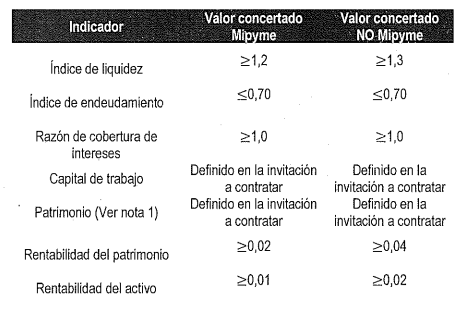 Indicador Valor concertado Mipyme Valor concertado NO Mipyme
Índice de liquidez ≥1,2 ≥1,3
Índice de endeudamiento ≤0,70 ≤0,70
Razón de cobertura de intereses ≥1,0 ≥1,0
Capital de trabajo Definido en la invitación a contratar Definido en la invitación a contratar
Patrimonio (Ver nota 1) Definido en la invitación a contratar Definido en la invitación a contratar
Rentabilidad del patrimonio ≥0,02 ≥0,04
Rentabilidad del activo ≥0,01 ≥0,02